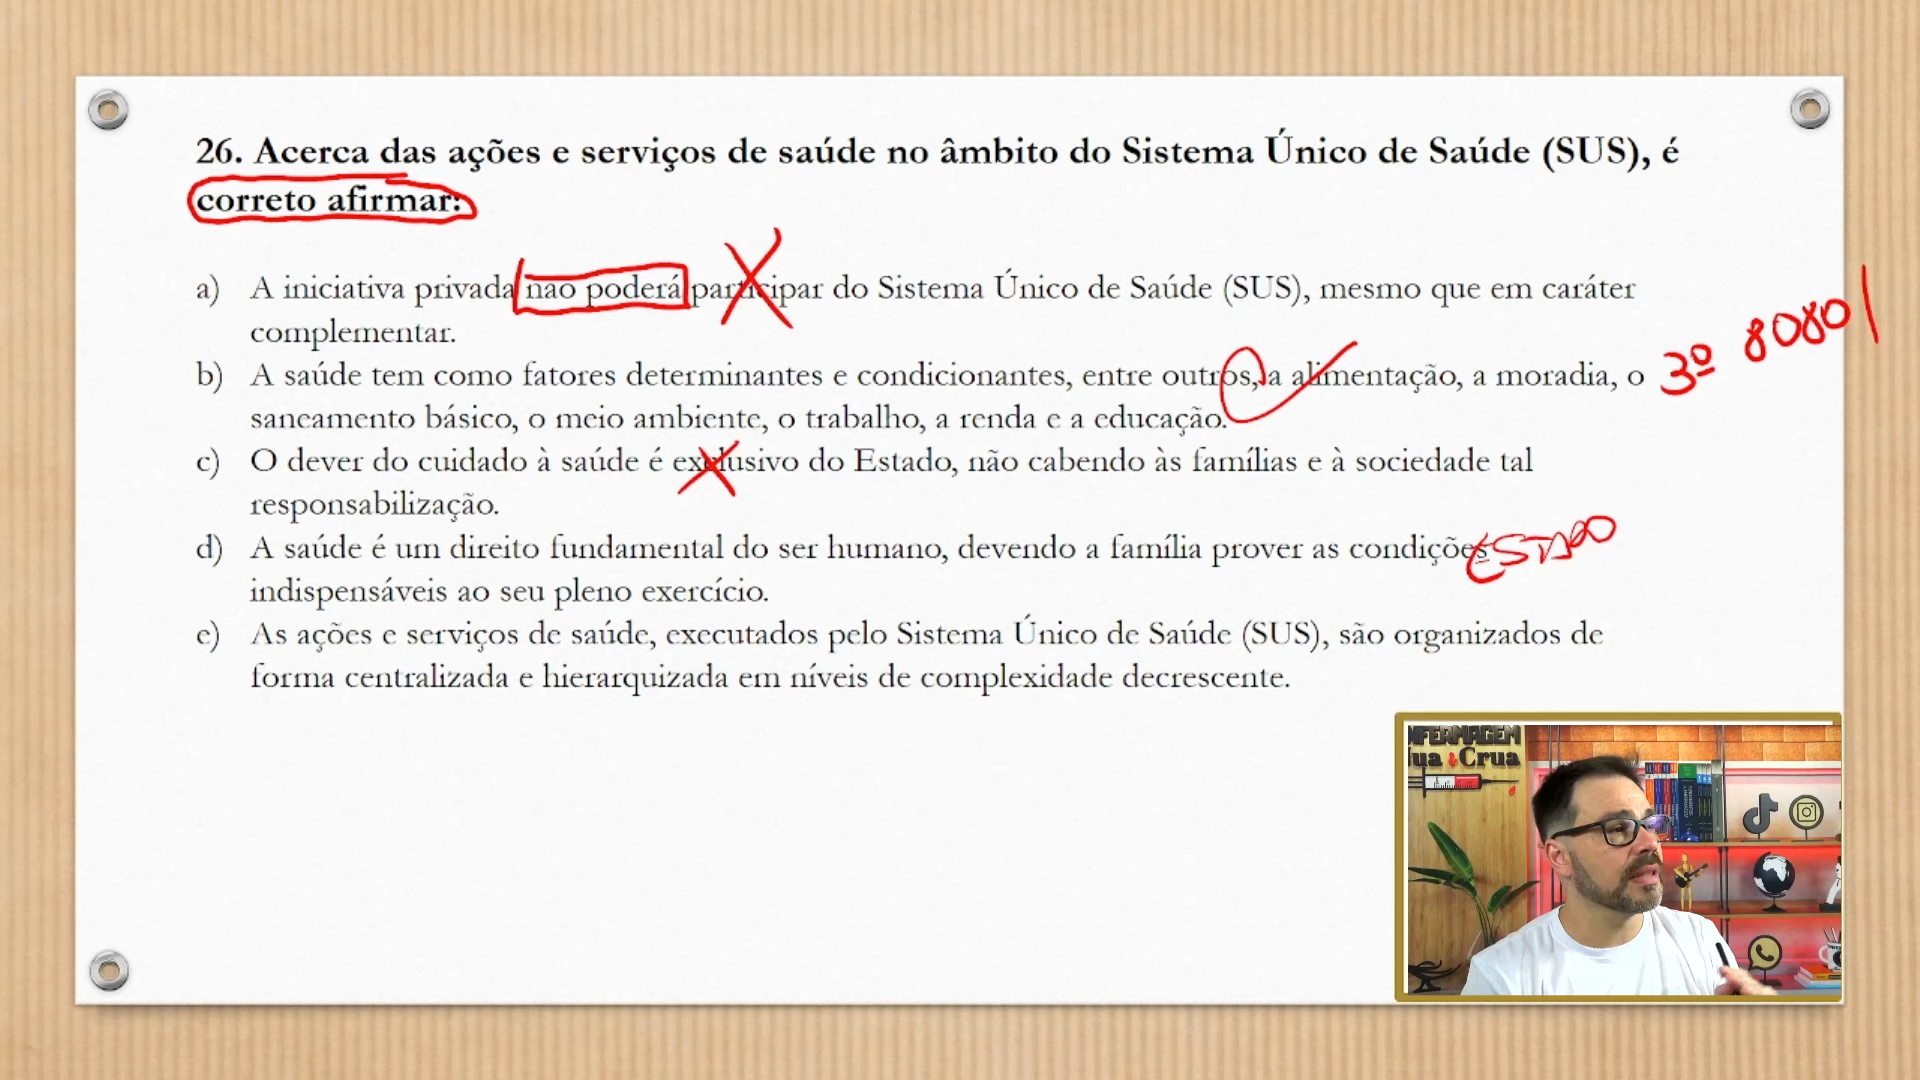 26. Acerca das ações e serviços de saúde no âmbito do Sistema Único de Saúde (SUS), é
correto afirmar:
a) A iniciativa privada não poderá participar do Sistema Único de Saúde (SUS), mesmo que em caráter
complementar.
b) A saúde tem como fatores determinantes e condicionantes, entre outros, a alimentação, a moradia, o
saneamento básico, o meio ambiente, o trabalho, a renda e a educação.
3º 8080/
c) O dever do cuidado à saúde é exclusivo do Estado, não cabendo às famílias e à sociedade tal
responsabilização.
d) A saúde é um direito fundamental do ser humano, devendo a família prover as condições
ESTADO
indispensáveis ao seu pleno exercício.
e) As ações e serviços de saúde, executados pelo Sistema Único de Saúde (SUS), são organizados de
forma centralizada e hierarquizada em níveis de complexidade decrescente.
NFERMAGEM
ua Crua